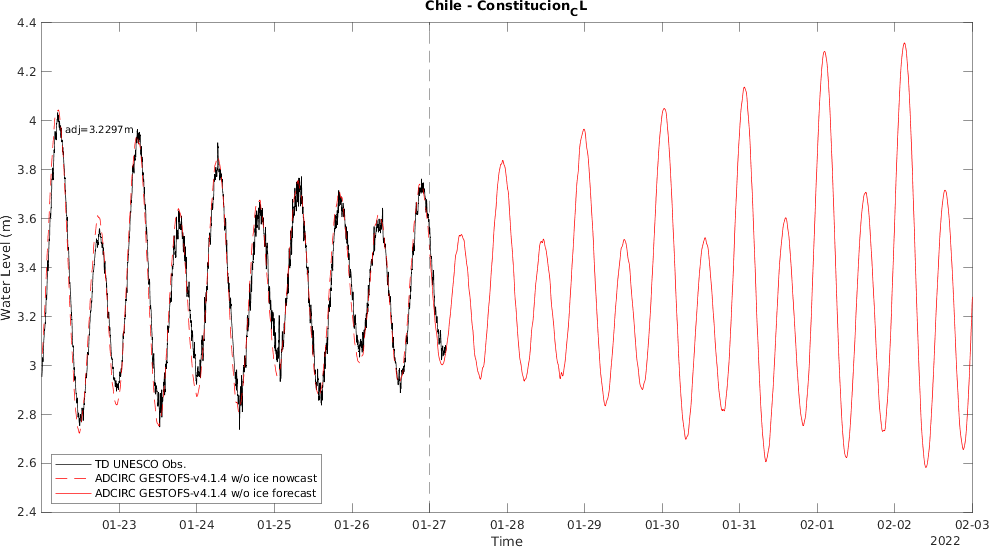 Chile - Constitucion_CL
4.4
4.2
4
3.8
3.6
3.4
3.2
3
2.8
2.6
2.4
Water Level (m)
adj=3.2297m
TD UNESCO Obs.
ADCIRC GESTOFS-v4.1.4 w/o ice nowcast
ADCIRC GESTOFS-v4.1.4 w/o ice forecast
01-23 01-24 01-25 01-26 01-27 01-28 01-29 01-30 01-31 02-01 02-02 02-03
Time
2022